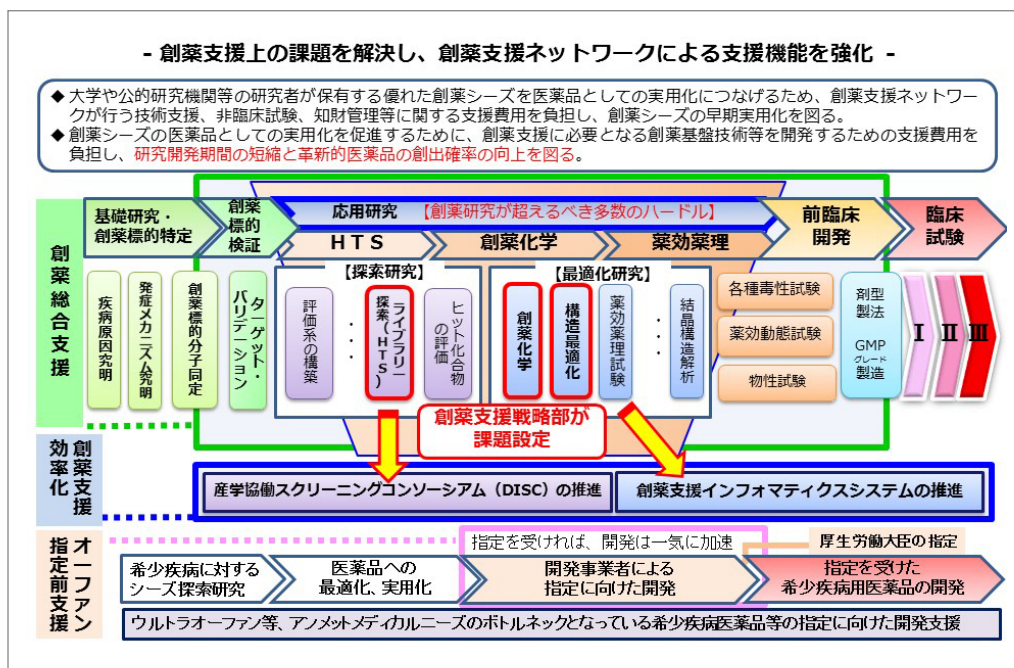 - 創薬支援上の課題を解決し、創薬支援ネットワークによる支援機能を強化 -
◆ 大学や公的研究機関等の研究者が保有する優れた創薬シーズを医薬品としての実用化につなげるため、創薬支援ネットワー
クが行う技術支援、非臨床試験、知財管理等に関する支援費用を負担し、創薬シーズの早期実用化を図る。
◆ 創薬シーズの医薬品としての実用化を促進するために、創薬支援に必要となる創薬基盤技術等を開発するための支援費用を
負担し、研究開発期間の短縮と革新的医薬品の創出確率の向上を図る。
創薬総合支援
基礎研究・
創薬標的特定
創薬
標的
検証
応用研究 【創薬研究が超えるべき多数のハードル】
HTS
創薬化学
薬効薬理
前臨床
開発
臨床
試験
疾病原因究明
発症メカニズム究明
創薬標的分子同定
ターゲット・
バリデーション
【探索研究】
評価系の構築
・・・
ライブラリー
探索(HTS)
ヒット化合物
の評価
【最適化研究】
創薬化学
構造最適化
薬効薬理試験
・・
結晶構造解析
各種毒性試験
薬効動態試験
物性試験
剤型
製法
GMP
グレード
製造
Ⅰ
Ⅱ
Ⅲ
創薬支援戦略部が
課題設定
創薬支援
効率化
産学協働スクリーニングコンソーシアム（DISC）の推進
創薬支援インフォマティクスシステムの推進
オーファン
指定前支援
指定を受ければ、開発は一気に加速
厚生労働大臣の指定
希少疾病に対する
シーズ探索研究
医薬品への
最適化、実用化
開発事業者による
指定に向けた開発
指定を受けた
希少疾病用医薬品の開発
ウルトラオーファン等、アンメットメディカルニーズのボトルネックとなっている希少疾病医薬品等の指定に向けた開発支援